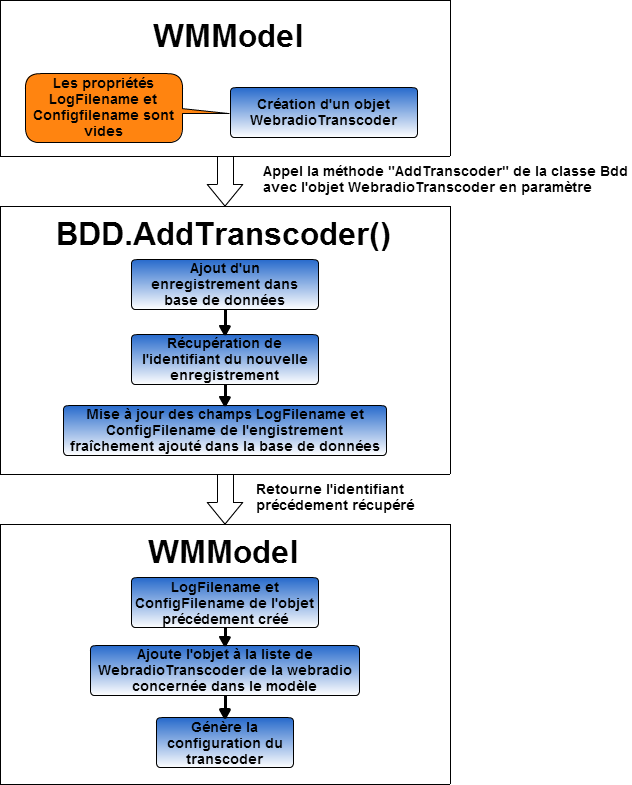 WMModel
Les propriétés
LogFilename et
Configfilename sont
vides
Création d'un objet
WebradioTranscoder
Appel la méthode "AddTranscoder" de la classe Bdd
avec l'objet WebradioTranscoder en paramètre
BDD.AddTranscoder()
Ajout d'un
enregistrement dans
base de données
Récupération de
l'identifiant du nouvelle
enregistrement
Mise à jour des champs LogFilename et
ConfigFilename de l'engistrement
fraîchement ajouté dans la base de données
Retourne l'identifiant
précédement récupéré
WMModel
LogFilename et
ConfigFilename de l'objet
précédement créé
Ajoute l'objet à la liste de
WebradioTranscoder de la webradio
concernée dans le modèle
Génère la
configuration du
transcoder